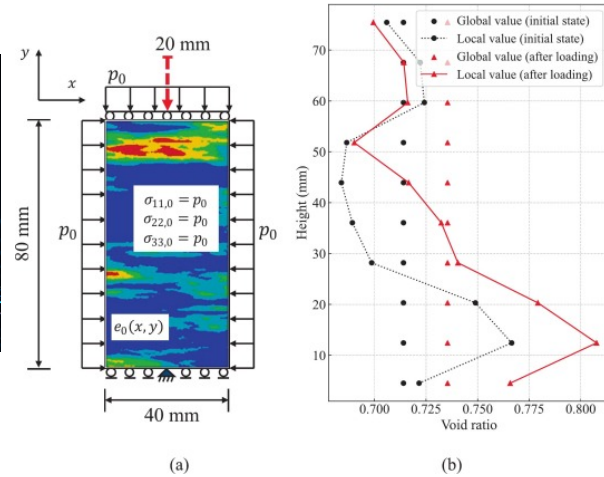 20 mm
y
x
p₀
80 mm
p₀
σ₁₁,₀ = p₀
σ₂₂,₀ = p₀
σ₃₃,₀ = p₀
p₀
e₀(x, y)
40 mm
(a)
Global value (initial state)
Local value (initial state)
Global value (after loading)
Local value (after loading)
Height (mm)
70
60
50
40
30
20
10
0.700 0.725 0.750 0.775 0.800
Void ratio
(b)